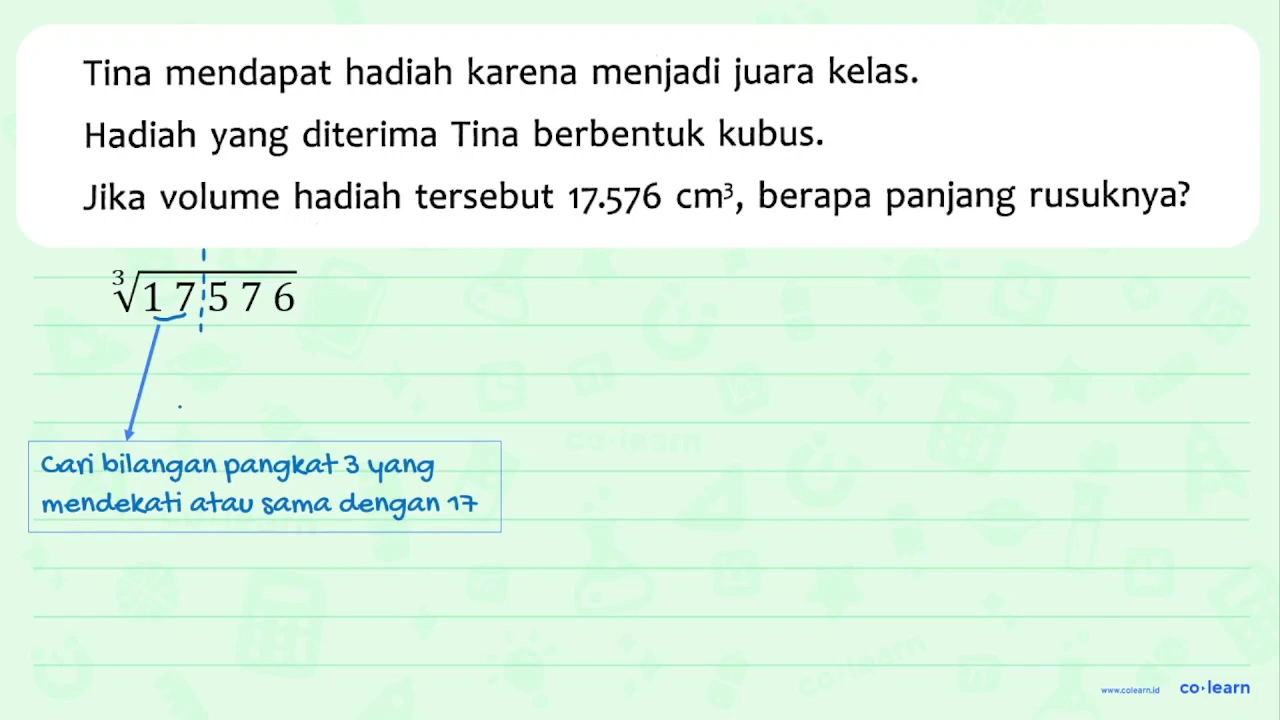 Tina mendapat hadiah karena menjadi juara kelas.
Hadiah yang diterima Tina berbentuk kubus.
Jika volume hadiah tersebut 17.576 cm³, berapa panjang rusuknya?
∛17576
Cari bilangan pangkat 3 yang
mendekati atau sama dengan 17
www.colearn.id co·learn